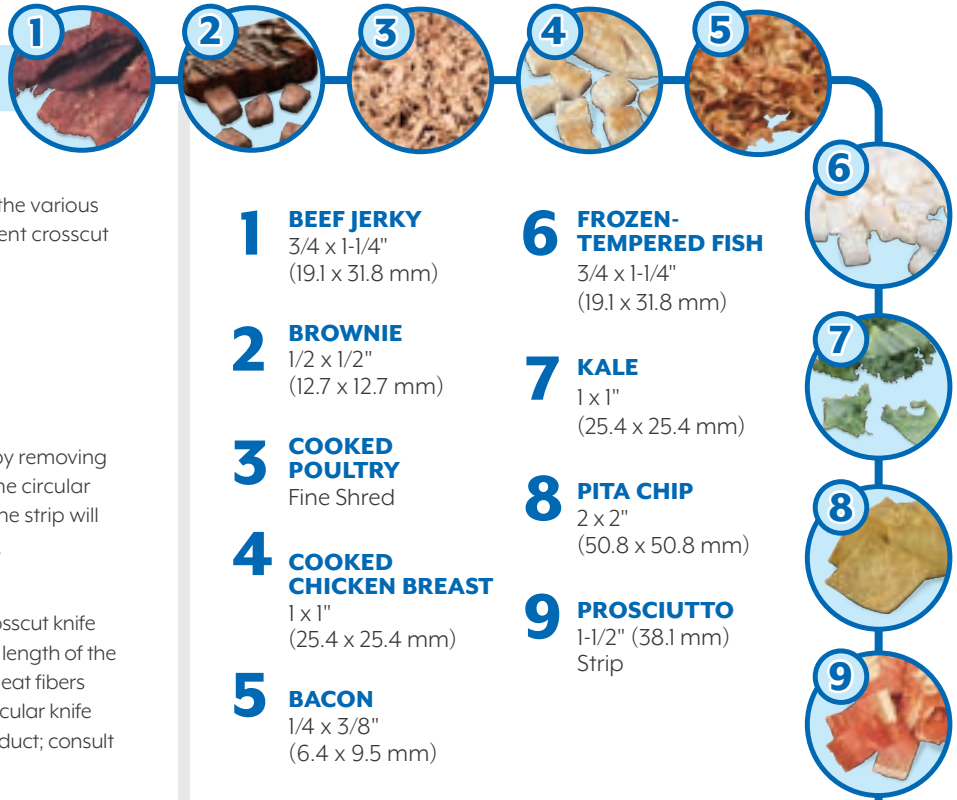 1
2
3
4
5
6
7
8
9
the various
ent crosscut
by removing
he circular
he strip will
osscut knife
length of the
eat fibers
cular knife
duct; consult
1 BEEF JERKY
3/4 x 1-1/4"
(19.1 x 31.8 mm)
2 BROWNIE
1/2 x 1/2"
(12.7 x 12.7 mm)
3 COOKED
POULTRY
Fine Shred
4 COOKED
CHICKEN BREAST
1 x 1"
(25.4 x 25.4 mm)
5 BACON
1/4 x 3/8"
(6.4 x 9.5 mm)
6 FROZEN-
TEMPERED FISH
3/4 x 1-1/4"
(19.1 x 31.8 mm)
7 KALE
1 x 1"
(25.4 x 25.4 mm)
8 PITA CHIP
2 x 2"
(50.8 x 50.8 mm)
9 PROSCIUTTO
1-1/2" (38.1 mm)
Strip